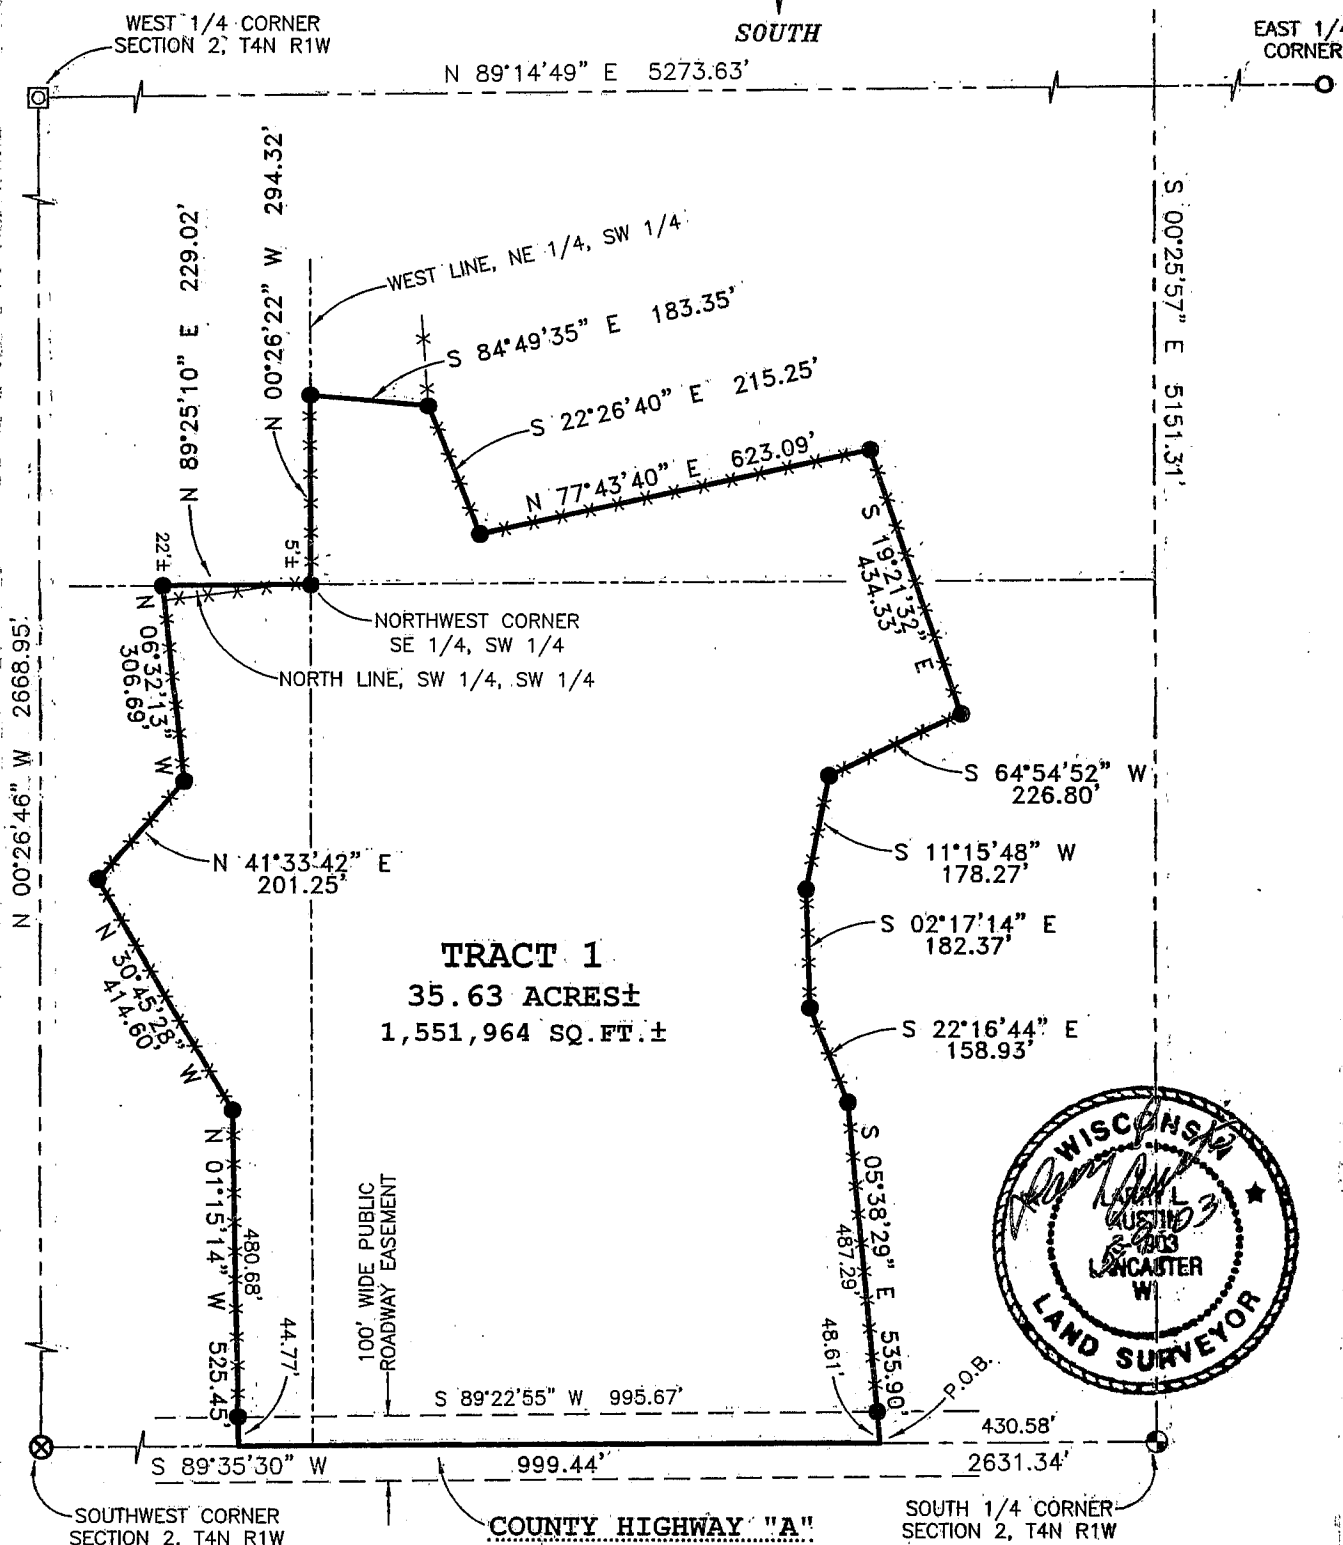 WEST 1/4 CORNER
SECTION 2, T4N R1W
SOUTH
EAST 1/4
CORNER
N 89°14'49" E 5273.63'
S 00°25'57" E 5151.31'
N 00°26'46" W 2668.95'
N 89°25'10" E 229.02'
N 00°26'22" W 294.32'
WEST LINE, NE 1/4, SW 1/4
S 84°49'35" E 183.35'
S 22°26'40" E 215.25'
N 77°43'40" E 623.09'
S 19°21'32" E
434.33'
22'±
5'±
NORTHWEST CORNER
SE 1/4, SW 1/4
NORTH LINE, SW 1/4, SW 1/4
N 06°32'13" W
306.69'
S 64°54'52" W
226.80'
N 41°33'42" E
201.25'
S 11°15'48" W
178.27'
S 02°17'14" E
182.37'
N 30°45'28" W
414.60'
TRACT 1
35.63 ACRES±
1,551,964 SQ.FT.±
S 22°16'44" E
158.93'
N 01°15'14" W 525.45'
480.68'
44.77'
100' WIDE PUBLIC
ROADWAY EASEMENT
S 05°38'29" E 535.90'
487.29'
48.61'
P.O.B.
WISCONSIN
LARRY L.
AUSTIN
S-1903
LANCASTER
WI
LAND SURVEYOR
S 89°22'55" W 995.67'
430.58'
S 89°35'30" W
999.44'
2631.34'
SOUTHWEST CORNER
SECTION 2, T4N R1W
COUNTY HIGHWAY "A"
SOUTH 1/4 CORNER
SECTION 2, T4N R1W